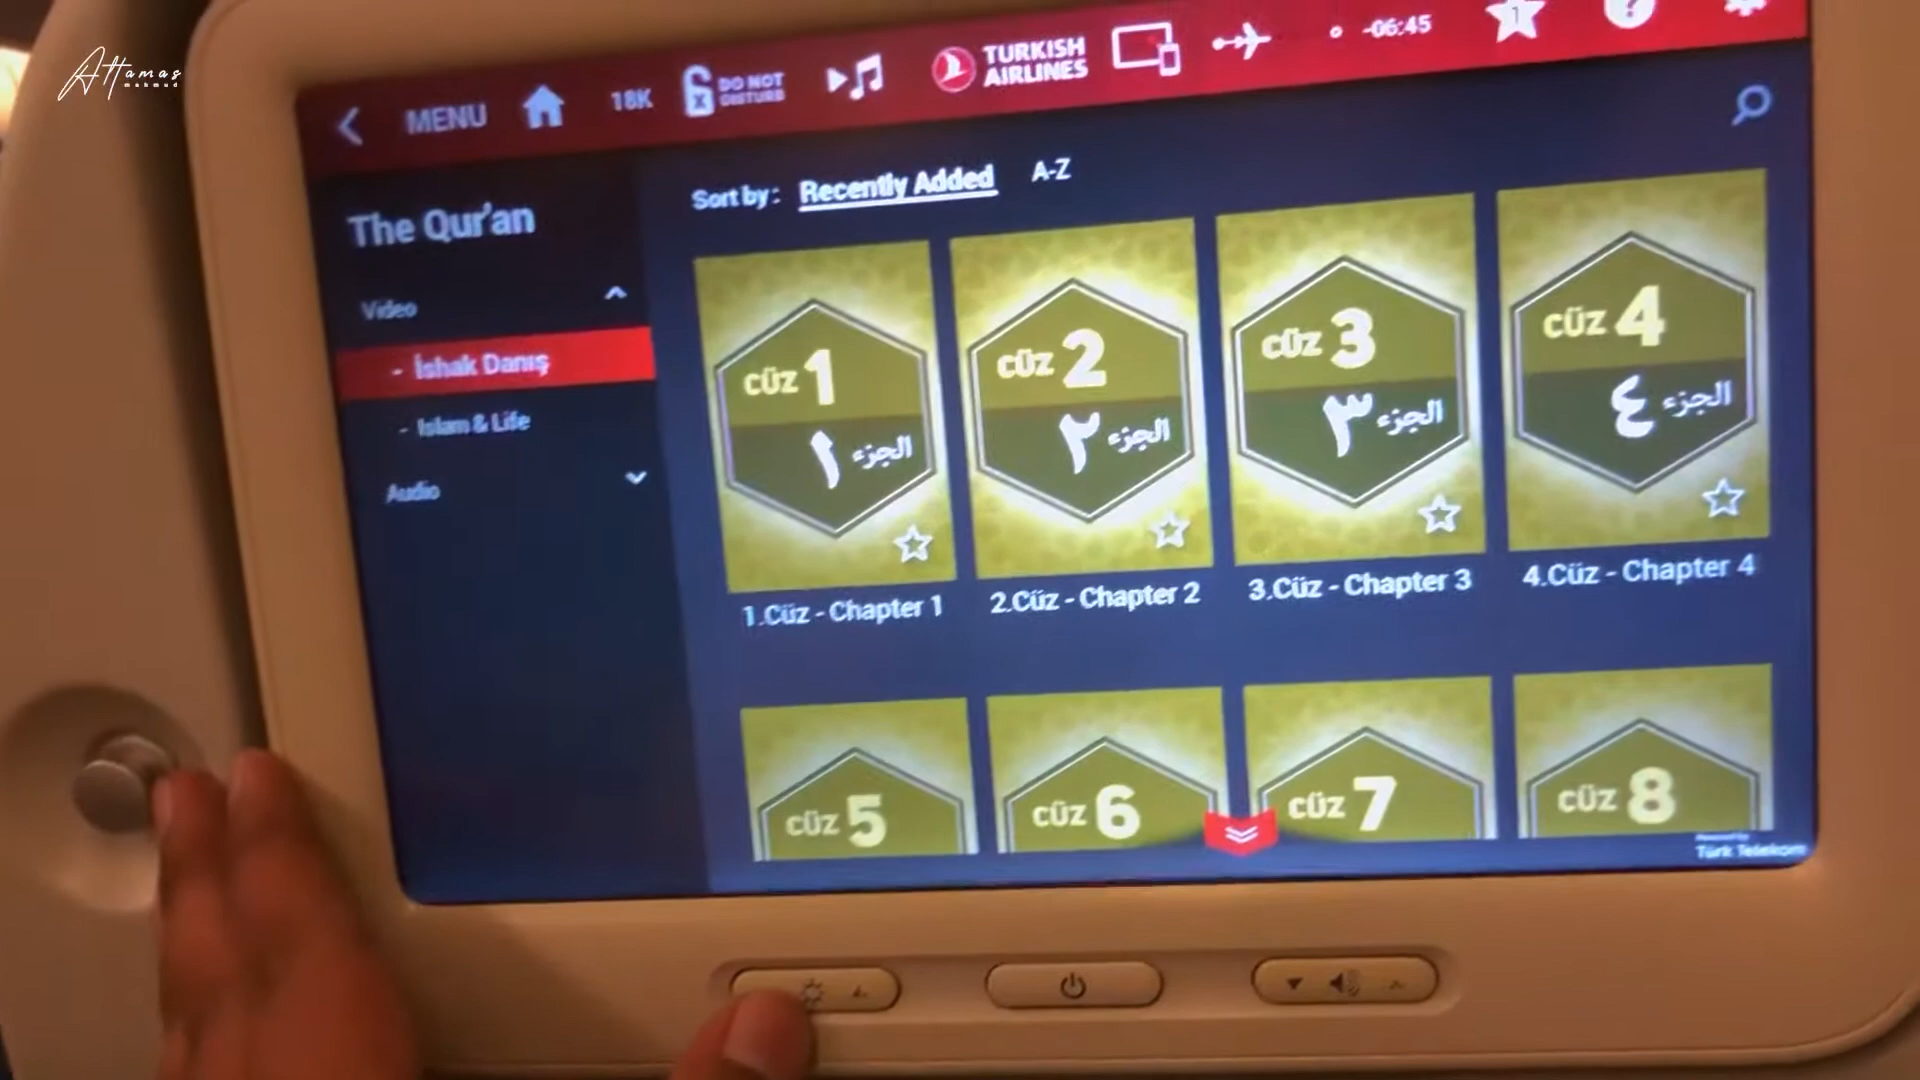 Attamas
mahmud
MENU
18K
DO NOT
DISTURB
TURKISH
AIRLINES
-06:45
1
?
The Qur'an
Video
- İshak Danış
- Islam & Life
Audio
Sort by: Recently Added A-Z
CÜZ 1
١ الجزء
1.Cüz - Chapter 1
CÜZ 2
٢ الجزء
2.Cüz - Chapter 2
CÜZ 3
٣ الجزء
3.Cüz - Chapter 3
CÜZ 4
٤ الجزء
4.Cüz - Chapter 4
CÜZ 5
CÜZ 6
CÜZ 7
CÜZ 8
Powered by
Türk Telekom